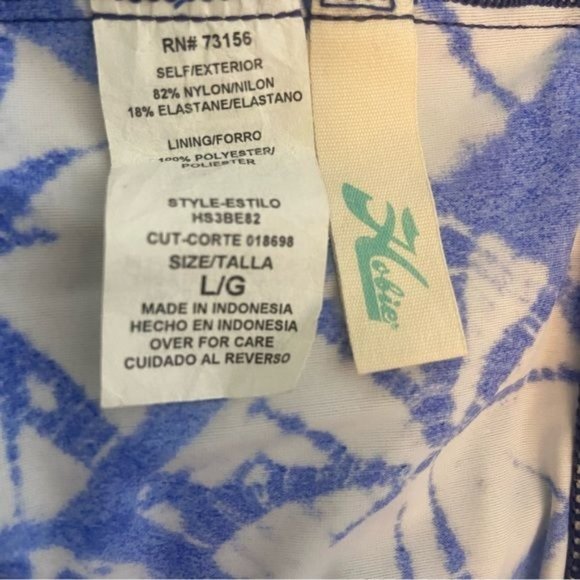 RN# 73156
SELF/EXTERIOR
82% NYLON/NILON
18% ELASTANE/ELASTANO
LINING/FORRO
100% POLYESTER/
POLIESTER
STYLE-ESTILO
HS3BE82
CUT-CORTE 018698
SIZE/TALLA
L/G
MADE IN INDONESIA
HECHO EN INDONESIA
OVER FOR CARE
CUIDADO AL REVERSO
Hobie